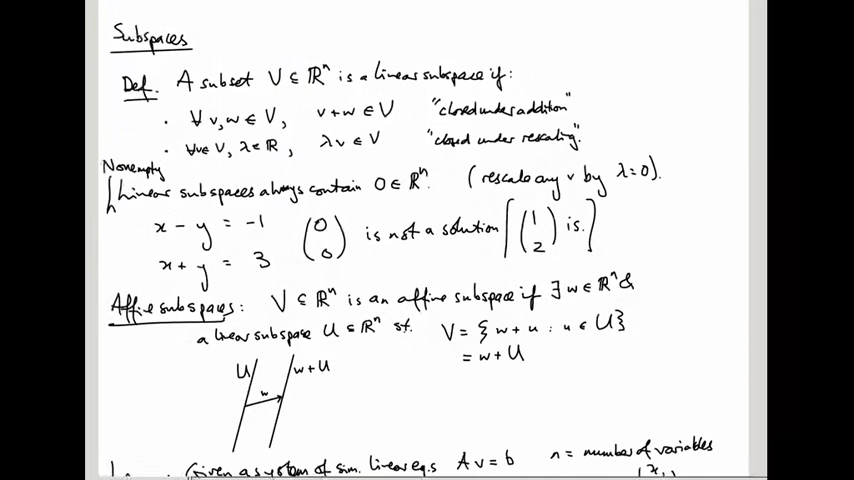 Subspaces
Def. A subset V ⊆ ℝⁿ is a linear subspace if:
· ∀ v,w ∈ V, v+w ∈ V "closed under addition"
· ∀v∈V, λ∈ℝ, λv ∈ V "closed under rescaling".
Nonempty
linear subspaces always contain 0 ∈ ℝⁿ. (rescale any v by λ=0).
x - y = -1 (0 0) is not a solution [(1 2) is.]
x + y = 3
Affine subspaces: V ⊆ ℝⁿ is an affine subspace if ∃ w ∈ ℝⁿ &
a linear subspace U ⊆ ℝⁿ st. V = { w + u : u ∈ U }
= w + U
U w + U
w
Given a system of sim. linear eqs Av = b n = number of variables